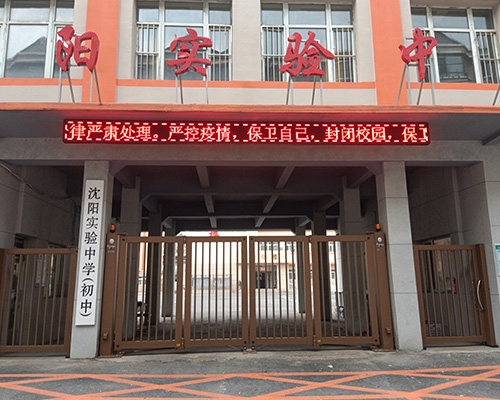 阳实验中
律严肃处理。严控疫情，保卫自己，封闭校园，保卫
沈阳实验中学(初中)